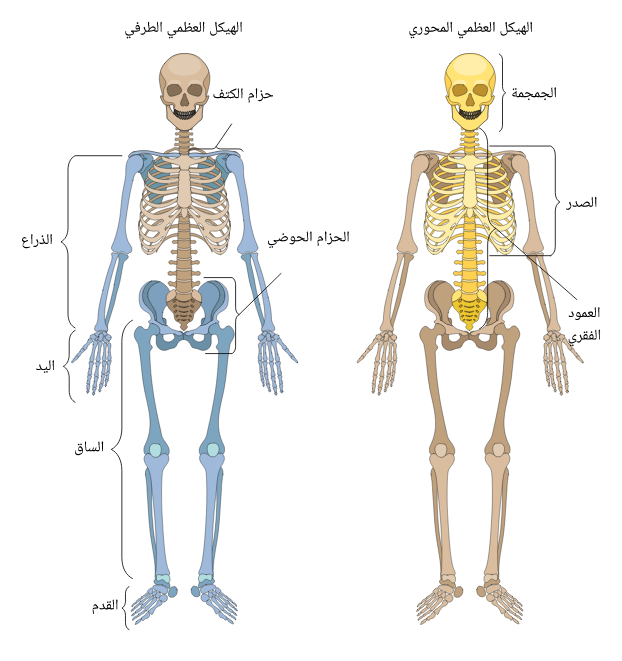 الهيكل العظمي المحوري
الهيكل العظمي الطرفي
الجمجمة
حزام الكتف
الصدر
الذراع
الحزام الحوضي
العمود
الفقري
اليد
الساق
القدم